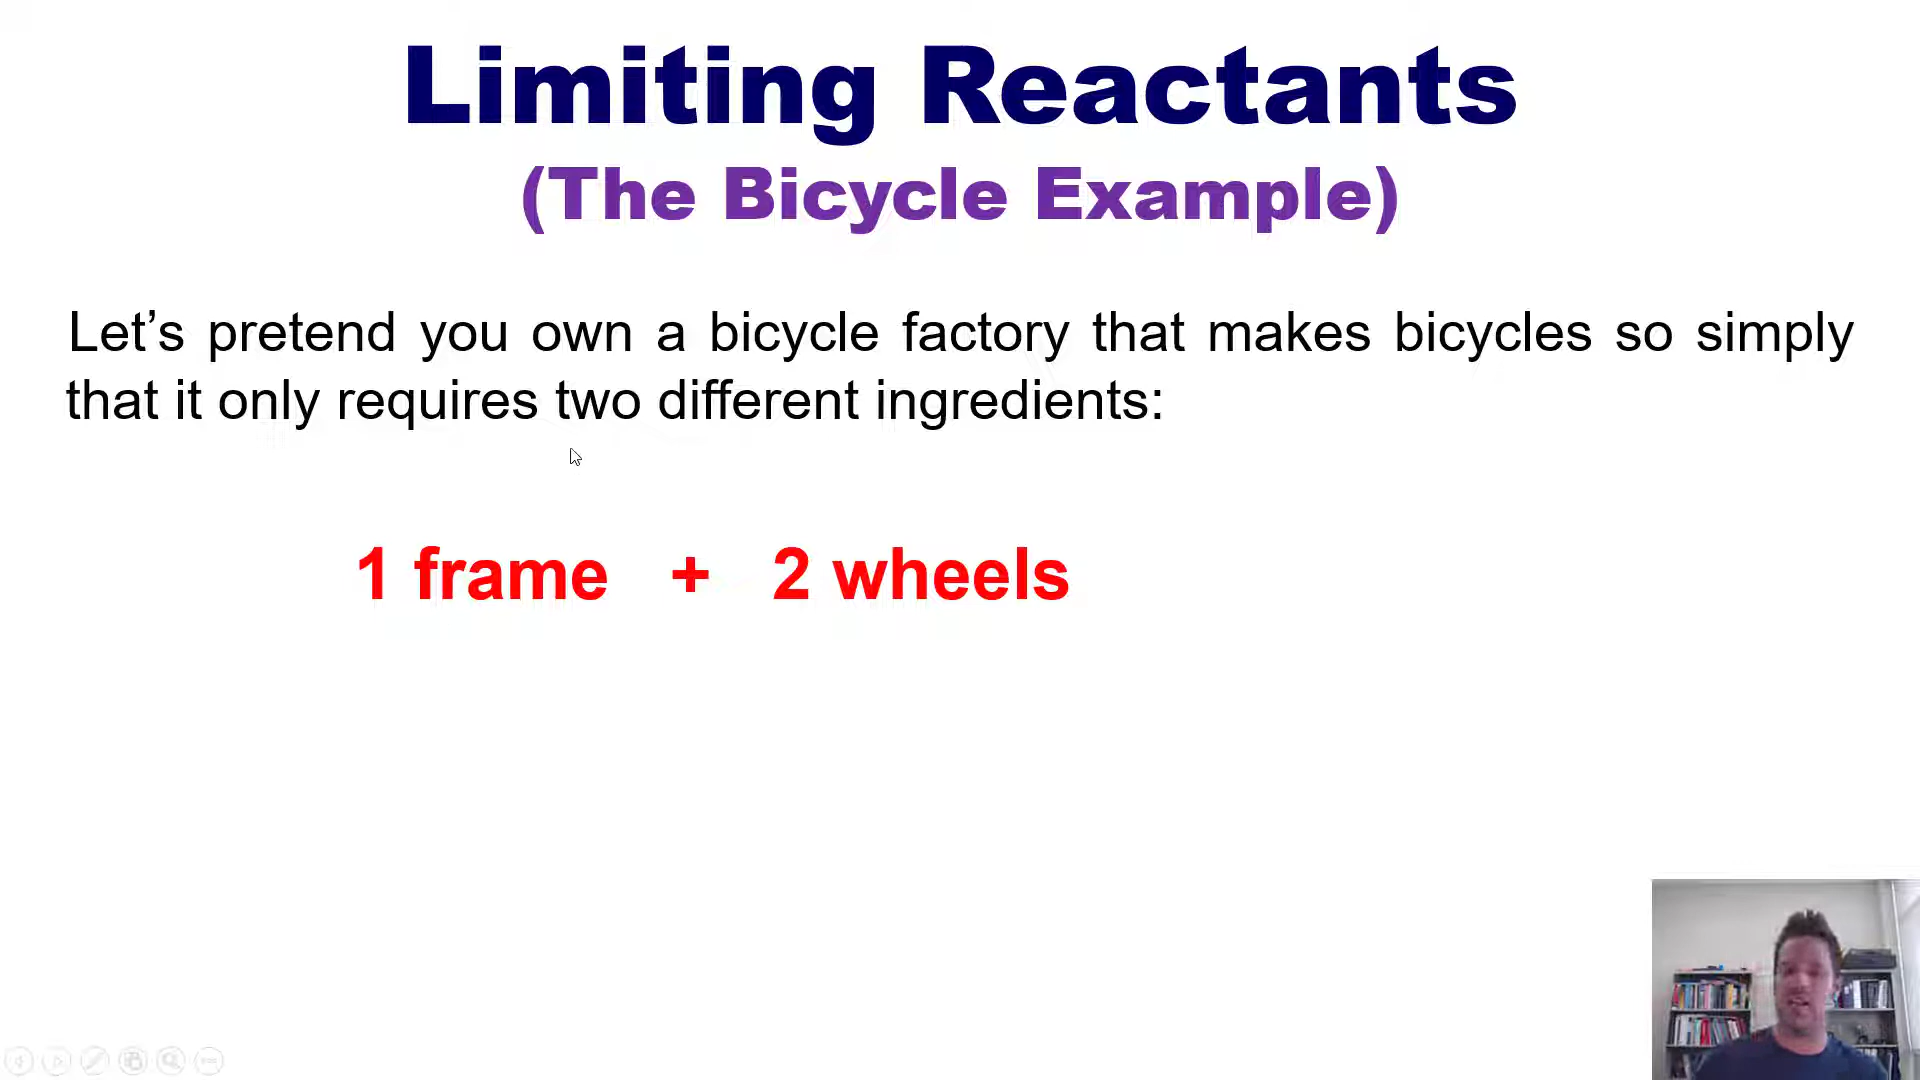 Limiting Reactants
(The Bicycle Example)
Let’s pretend you own a bicycle factory that makes bicycles so simply
that it only requires two different ingredients:
1 frame + 2 wheels